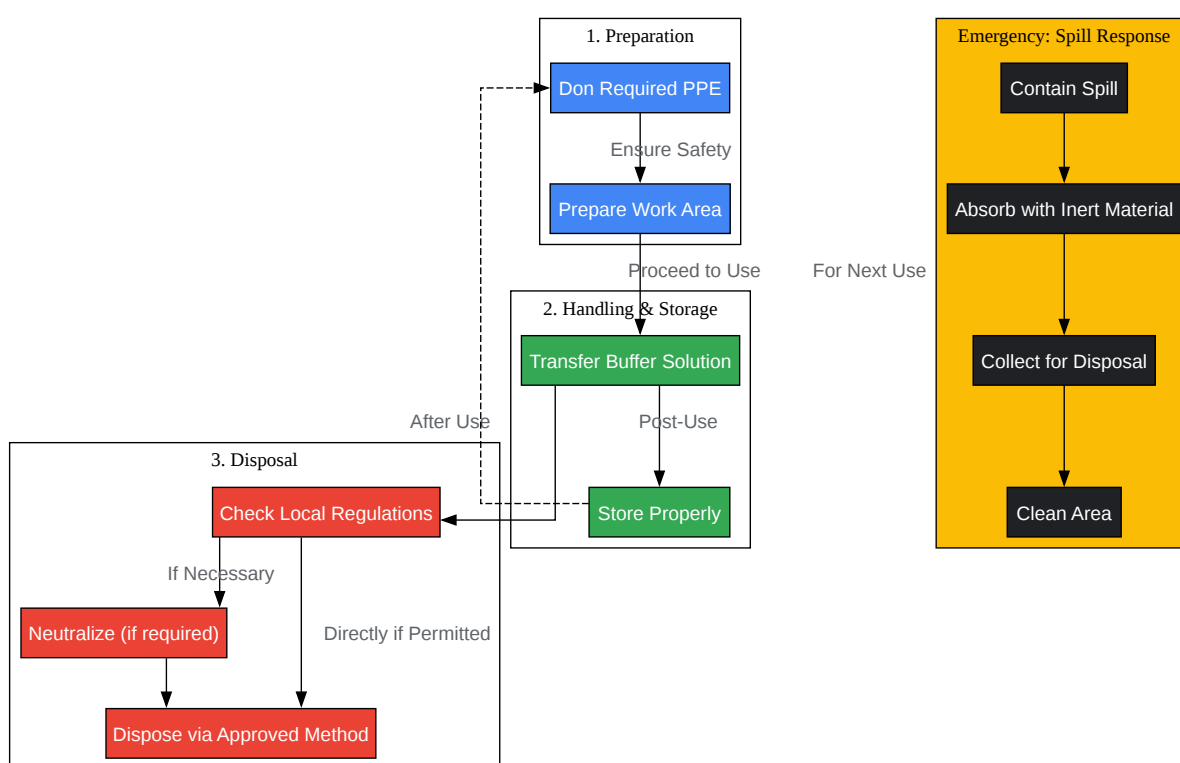 1. Preparation
Don Required PPE
Ensure Safety
Prepare Work Area
Proceed to Use
For Next Use
2. Handling & Storage
Transfer Buffer Solution
After Use
Post-Use
Store Properly
3. Disposal
Check Local Regulations
If Necessary
Neutralize (if required)
Directly if Permitted
Dispose via Approved Method
Emergency: Spill Response
Contain Spill
Absorb with Inert Material
Collect for Disposal
Clean Area